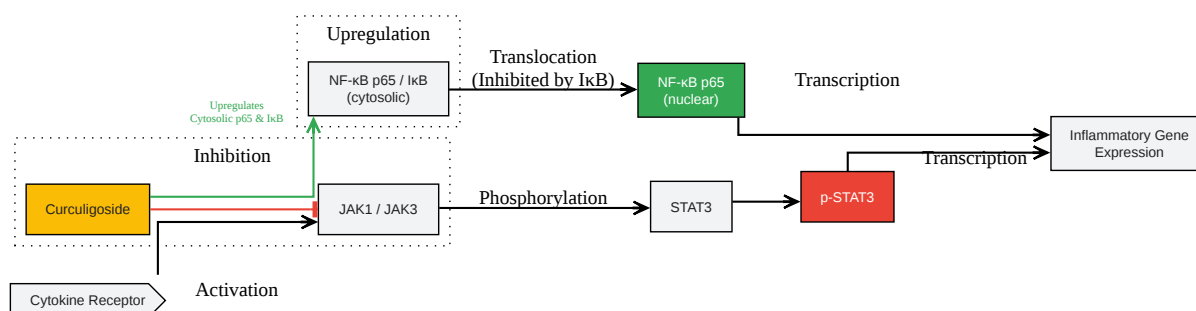 Upregulation
NF-κB p65 / IκB
(cytosolic)
Translocation
(Inhibited by IκB)
NF-κB p65
(nuclear)
Transcription
Upregulates
Cytosolic p65 & IκB
Inflammatory Gene
Expression
Inhibition
Transcription
Curculigoside
JAK1 / JAK3
Phosphorylation
STAT3
p-STAT3
Cytokine Receptor
Activation